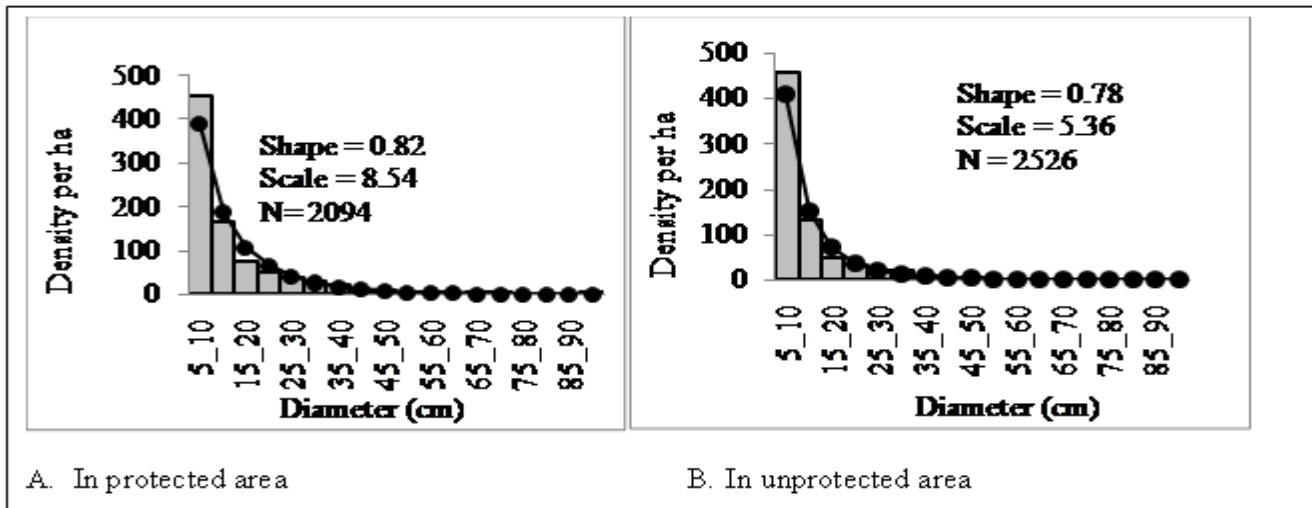 500
400
300
200
100
0
Density per ha
Shape = 0.82
Scale = 8.54
N= 2094
5_10
15_20
25_30
35_40
45_50
55_60
65_70
75_80
85_90
Diameter (cm)
A. In protected area
500
400
300
200
100
0
Density per ha
Shape = 0.78
Scale = 5.36
N = 2526
5_10
15_20
25_30
35_40
45_50
55_60
65_70
75_80
85_90
Diameter (cm)
B. In unprotected area